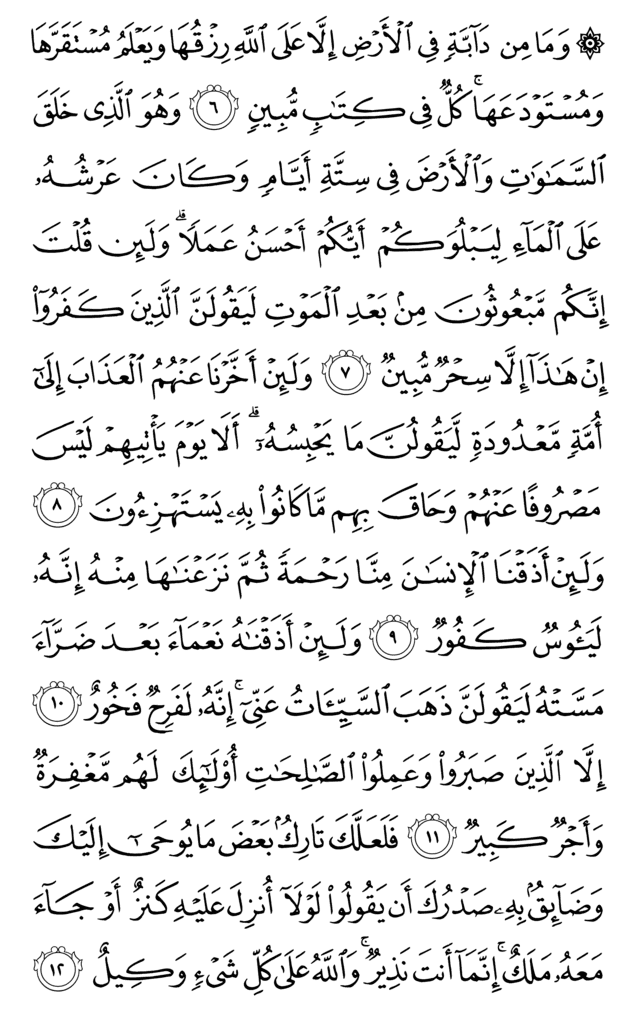 ۞ وَمَا مِن دَآبَّةٍ فِي ٱلۡأَرۡضِ إِلَّا عَلَى ٱللَّهِ رِزۡقُهَا وَيَعۡلَمُ مُسۡتَقَرَّهَا
وَمُسۡتَوۡدَعَهَاۚ كُلّٞ فِي كِتَٰبٖ مُّبِينٖ ٦ وَهُوَ ٱلَّذِي خَلَقَ
ٱلسَّمَٰوَٰتِ وَٱلۡأَرۡضَ فِي سِتَّةِ أَيَّامٖ وَكَانَ عَرۡشُهُۥ
عَلَى ٱلۡمَآءِ لِيَبۡلُوَكُمۡ أَيُّكُمۡ أَحۡسَنُ عَمَلٗاۗ وَلَئِن قُلۡتَ
إِنَّكُم مَّبۡعُوثُونَ مِنۢ بَعۡدِ ٱلۡمَوۡتِ لَيَقُولَنَّ ٱلَّذِينَ كَفَرُوٓاْ
إِنۡ هَٰذَآ إِلَّا سِحۡرٞ مُّبِينٞ ٧ وَلَئِنۡ أَخَّرۡنَا عَنۡهُمُ ٱلۡعَذَابَ إِلَىٰٓ
أُمَّةٖ مَّعۡدُودَةٖ لَّيَقُولُنَّ مَا يَحۡبِسُهُۥٓۗ أَلَا يَوۡمَ يَأۡتِيهِمۡ لَيۡسَ
مَصۡرُوفًا عَنۡهُمۡ وَحَاقَ بِهِم مَّا كَانُواْ بِهِۦ يَسۡتَهۡزِءُونَ ٨
وَلَئِنۡ أَذَقۡنَا ٱلۡإِنسَٰنَ مِنَّا رَحۡمَةٗ ثُمَّ نَزَعۡنَٰهَا مِنۡهُ إِنَّهُۥ
لَيَـُٔوسٞ كَفُورٞ ٩ وَلَئِنۡ أَذَقۡنَٰهُ نَعۡمَآءَ بَعۡدَ ضَرَّآءَ
مَسَّتۡهُ لَيَقُولَنَّ ذَهَبَ ٱلسَّيِّـَٔاتُ عَنِّيٓۚ إِنَّهُۥ لَفَرِحٞ فَخُورٌ ١٠
إِلَّا ٱلَّذِينَ صَبَرُواْ وَعَمِلُواْ ٱلصَّٰلِحَٰتِ أُوْلَٰٓئِكَ لَهُم مَّغۡفِرَةٞ
وَأَجۡرٞ كَبِيرٞ ١١ فَلَعَلَّكَ تَارِكُۢ بَعۡضَ مَا يُوحَىٰٓ إِلَيۡكَ
وَضَآئِقُۢ بِهِۦ صَدۡرُكَ أَن يَقُولُواْ لَوۡلَآ أُنزِلَ عَلَيۡهِ كَنزٌ أَوۡ جَآءَ
مَعَهُۥ مَلَكٌۚ إِنَّمَآ أَنتَ نَذِيرٞۚ وَٱللَّهُ عَلَىٰ كُلِّ شَيۡءٖ وَكِيلٌ ١٢